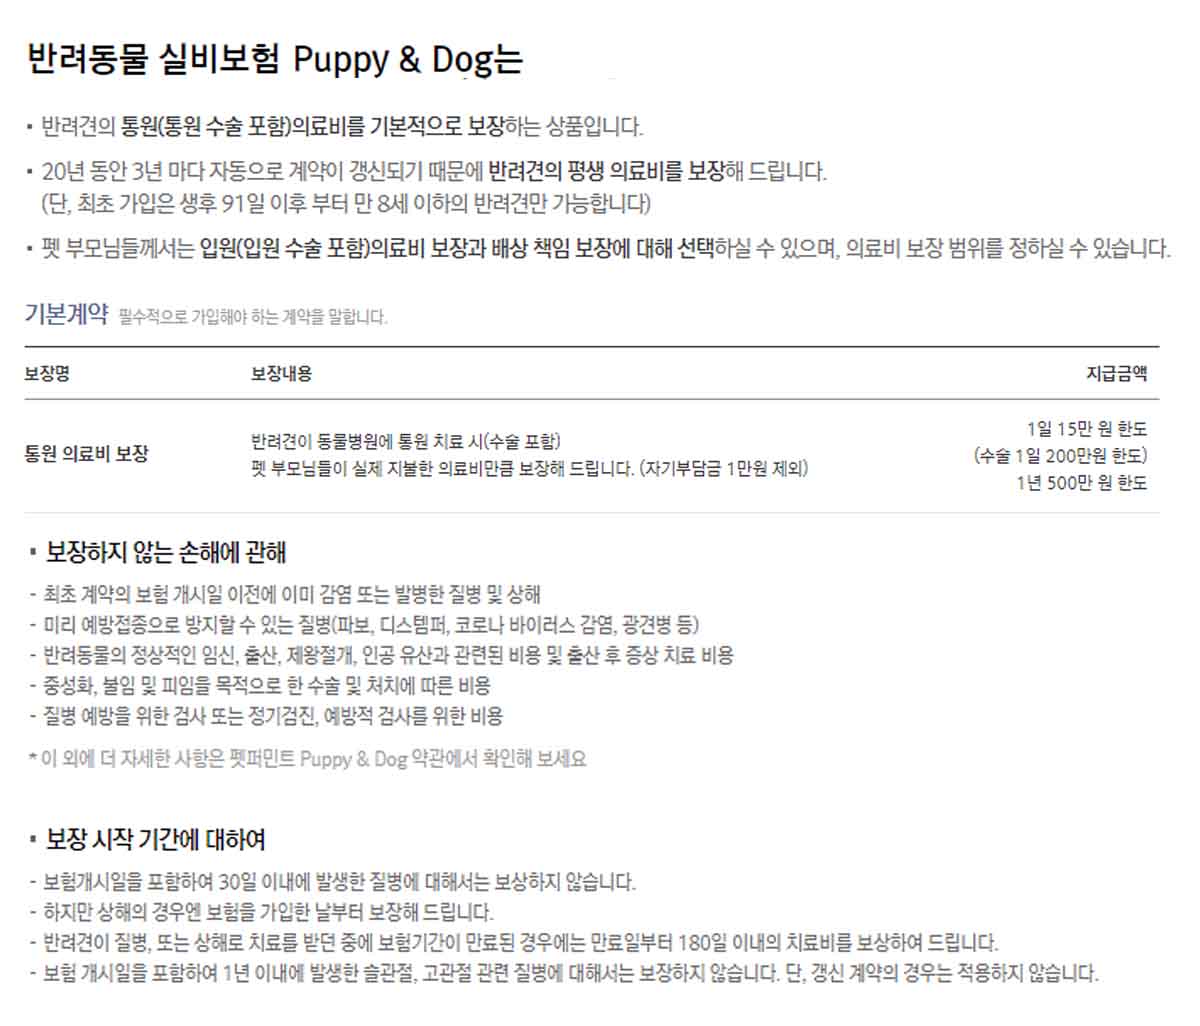 반려동물 실비보험 Puppy & Dog는
▪ 반려견의 통원(통원 수술 포함)의료비를 기본적으로 보장하는 상품입니다.
▪ 20년 동안 3년 마다 자동으로 계약이 갱신되기 때문에 반려견의 평생 의료비를 보장해 드립니다.
(단, 최초 가입은 생후 91일 이후 부터 만 8세 이하의 반려견만 가능합니다)
▪ 펫 부모님들께서는 입원(입원 수술 포함)의료비 보장과 배상 책임 보장에 대해 선택하실 수 있으며, 의료비 보장 범위를 정하실 수 있습니다.
기본계약 필수적으로 가입해야 하는 계약을 말합니다.
보장명 보장내용 지급금액
통원 의료비 보장
반려견이 동물병원에 통원 치료 시(수술 포함)
펫 부모님들이 실제 지불한 의료비만큼 보장해 드립니다. (자기부담금 1만원 제외)
1일 15만 원 한도
(수술 1일 200만원 한도)
1년 500만 원 한도
▪ 보장하지 않는 손해에 관해
- 최초 계약의 보험 개시일 이전에 이미 감염 또는 발병한 질병 및 상해
- 미리 예방접종으로 방지할 수 있는 질병(파보, 디스템퍼, 코로나 바이러스 감염, 광견병 등)
- 반려동물의 정상적인 임신, 출산, 제왕절개, 인공 유산과 관련된 비용 및 출산 후 증상 치료 비용
- 중성화, 불임 및 피임을 목적으로 한 수술 및 처치에 따른 비용
- 질병 예방을 위한 검사 또는 정기검진, 예방적 검사를 위한 비용
* 이 외에 더 자세한 사항은 펫퍼민트 Puppy & Dog 약관에서 확인해 보세요
▪ 보장 시작 기간에 대하여
- 보험개시일을 포함하여 30일 이내에 발생한 질병에 대해서는 보상하지 않습니다.
- 하지만 상해의 경우엔 보험을 가입한 날부터 보장해 드립니다.
- 반려견이 질병, 또는 상해로 치료를 받던 중에 보험기간이 만료된 경우에는 만료일부터 180일 이내의 치료비를 보상하여 드립니다.
- 보험 개시일을 포함하여 1년 이내에 발생한 슬관절, 고관절 관련 질병에 대해서는 보장하지 않습니다. 단, 갱신 계약의 경우는 적용하지 않습니다.